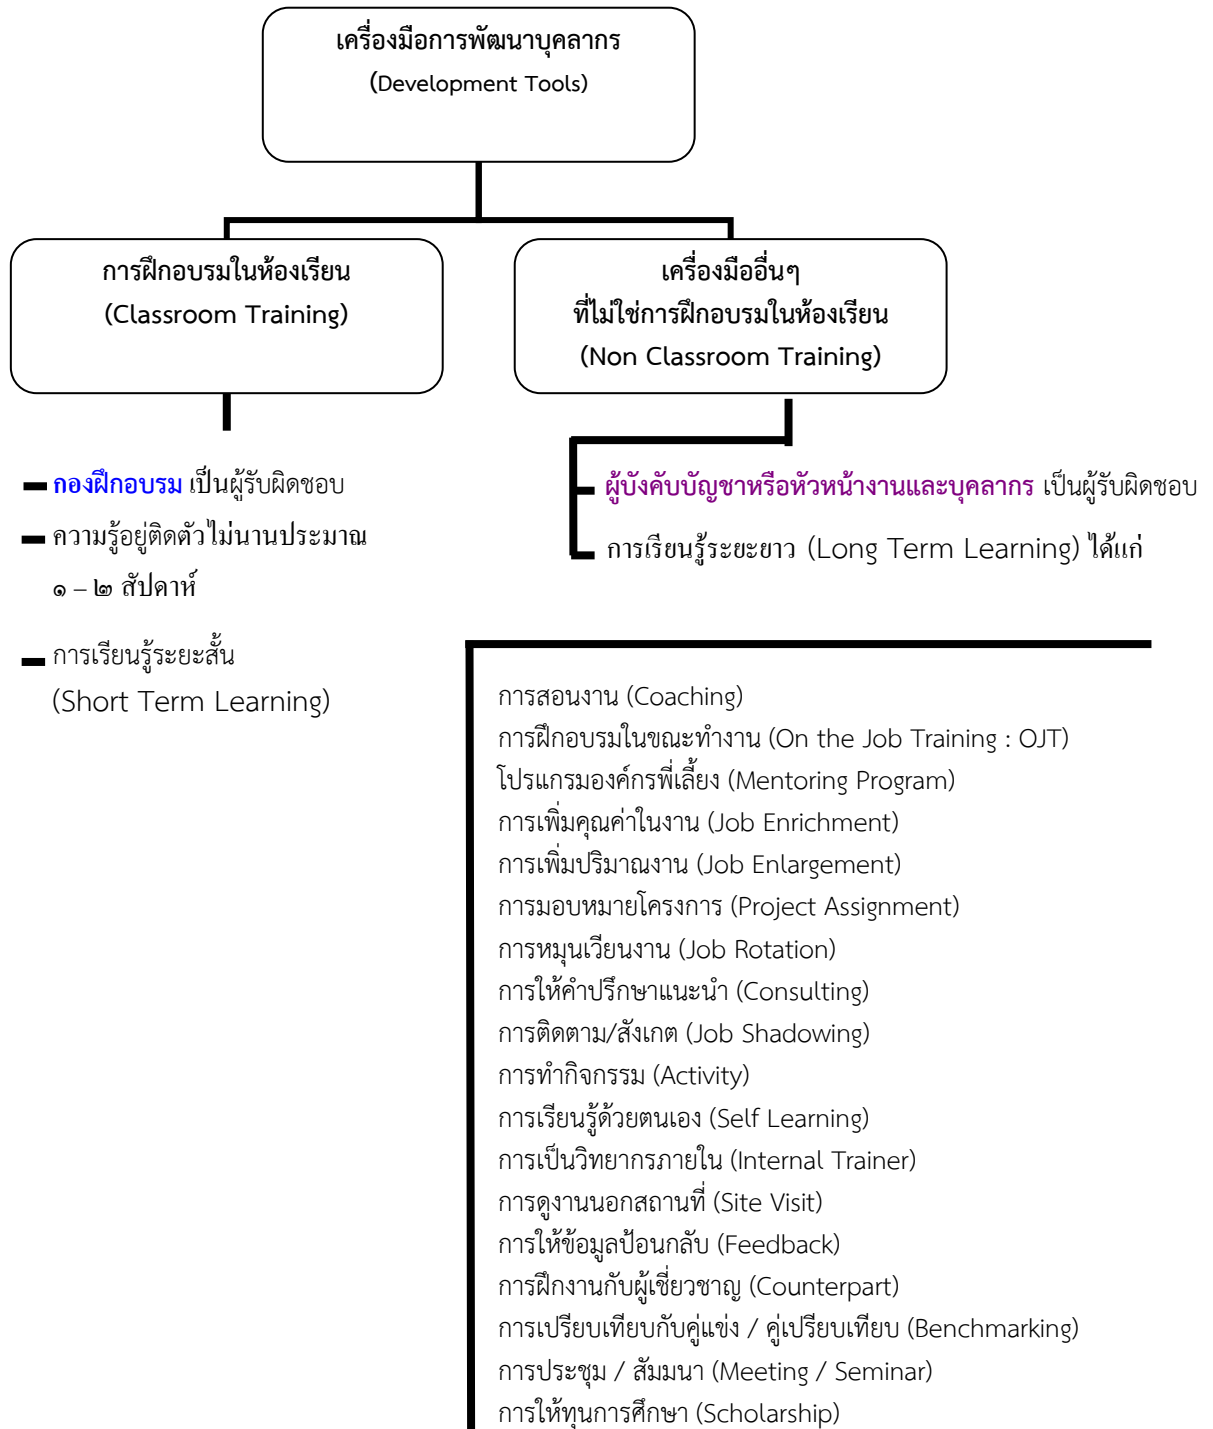 เครื่องมือการพัฒนาบุคลากร
(Development Tools)
การฝึกอบรมในห้องเรียน
(Classroom Training)
เครื่องมืออื่นๆ
ที่ไม่ใช่การฝึกอบรมในห้องเรียน
(Non Classroom Training)
กองฝึกอบรม เป็นผู้รับผิดชอบ
ความรู้อยู่ติดตัวไม่นานประมาณ
๑ – ๒ สัปดาห์
การเรียนรู้ระยะสั้น
(Short Term Learning)
ผู้บังคับบัญชาหรือหัวหน้างานและบุคลากร เป็นผู้รับผิดชอบ
การเรียนรู้ระยะยาว (Long Term Learning) ได้แก่
การสอนงาน (Coaching)
การฝึกอบรมในขณะทำงาน (On the Job Training : OJT)
โปรแกรมองค์กรพี่เลี้ยง (Mentoring Program)
การเพิ่มคุณค่าในงาน (Job Enrichment)
การเพิ่มปริมาณงาน (Job Enlargement)
การมอบหมายโครงการ (Project Assignment)
การหมุนเวียนงาน (Job Rotation)
การให้คำปรึกษาแนะนำ (Consulting)
การติดตาม/สังเกต (Job Shadowing)
การทำกิจกรรม (Activity)
การเรียนรู้ด้วยตนเอง (Self Learning)
การเป็นวิทยากรภายใน (Internal Trainer)
การดูงานนอกสถานที่ (Site Visit)
การให้ข้อมูลป้อนกลับ (Feedback)
การฝึกงานกับผู้เชี่ยวชาญ (Counterpart)
การเปรียบเทียบกับคู่แข่ง / คู่เปรียบเทียบ (Benchmarking)
การประชุม / สัมมนา (Meeting / Seminar)
การให้ทุนการศึกษา (Scholarship)